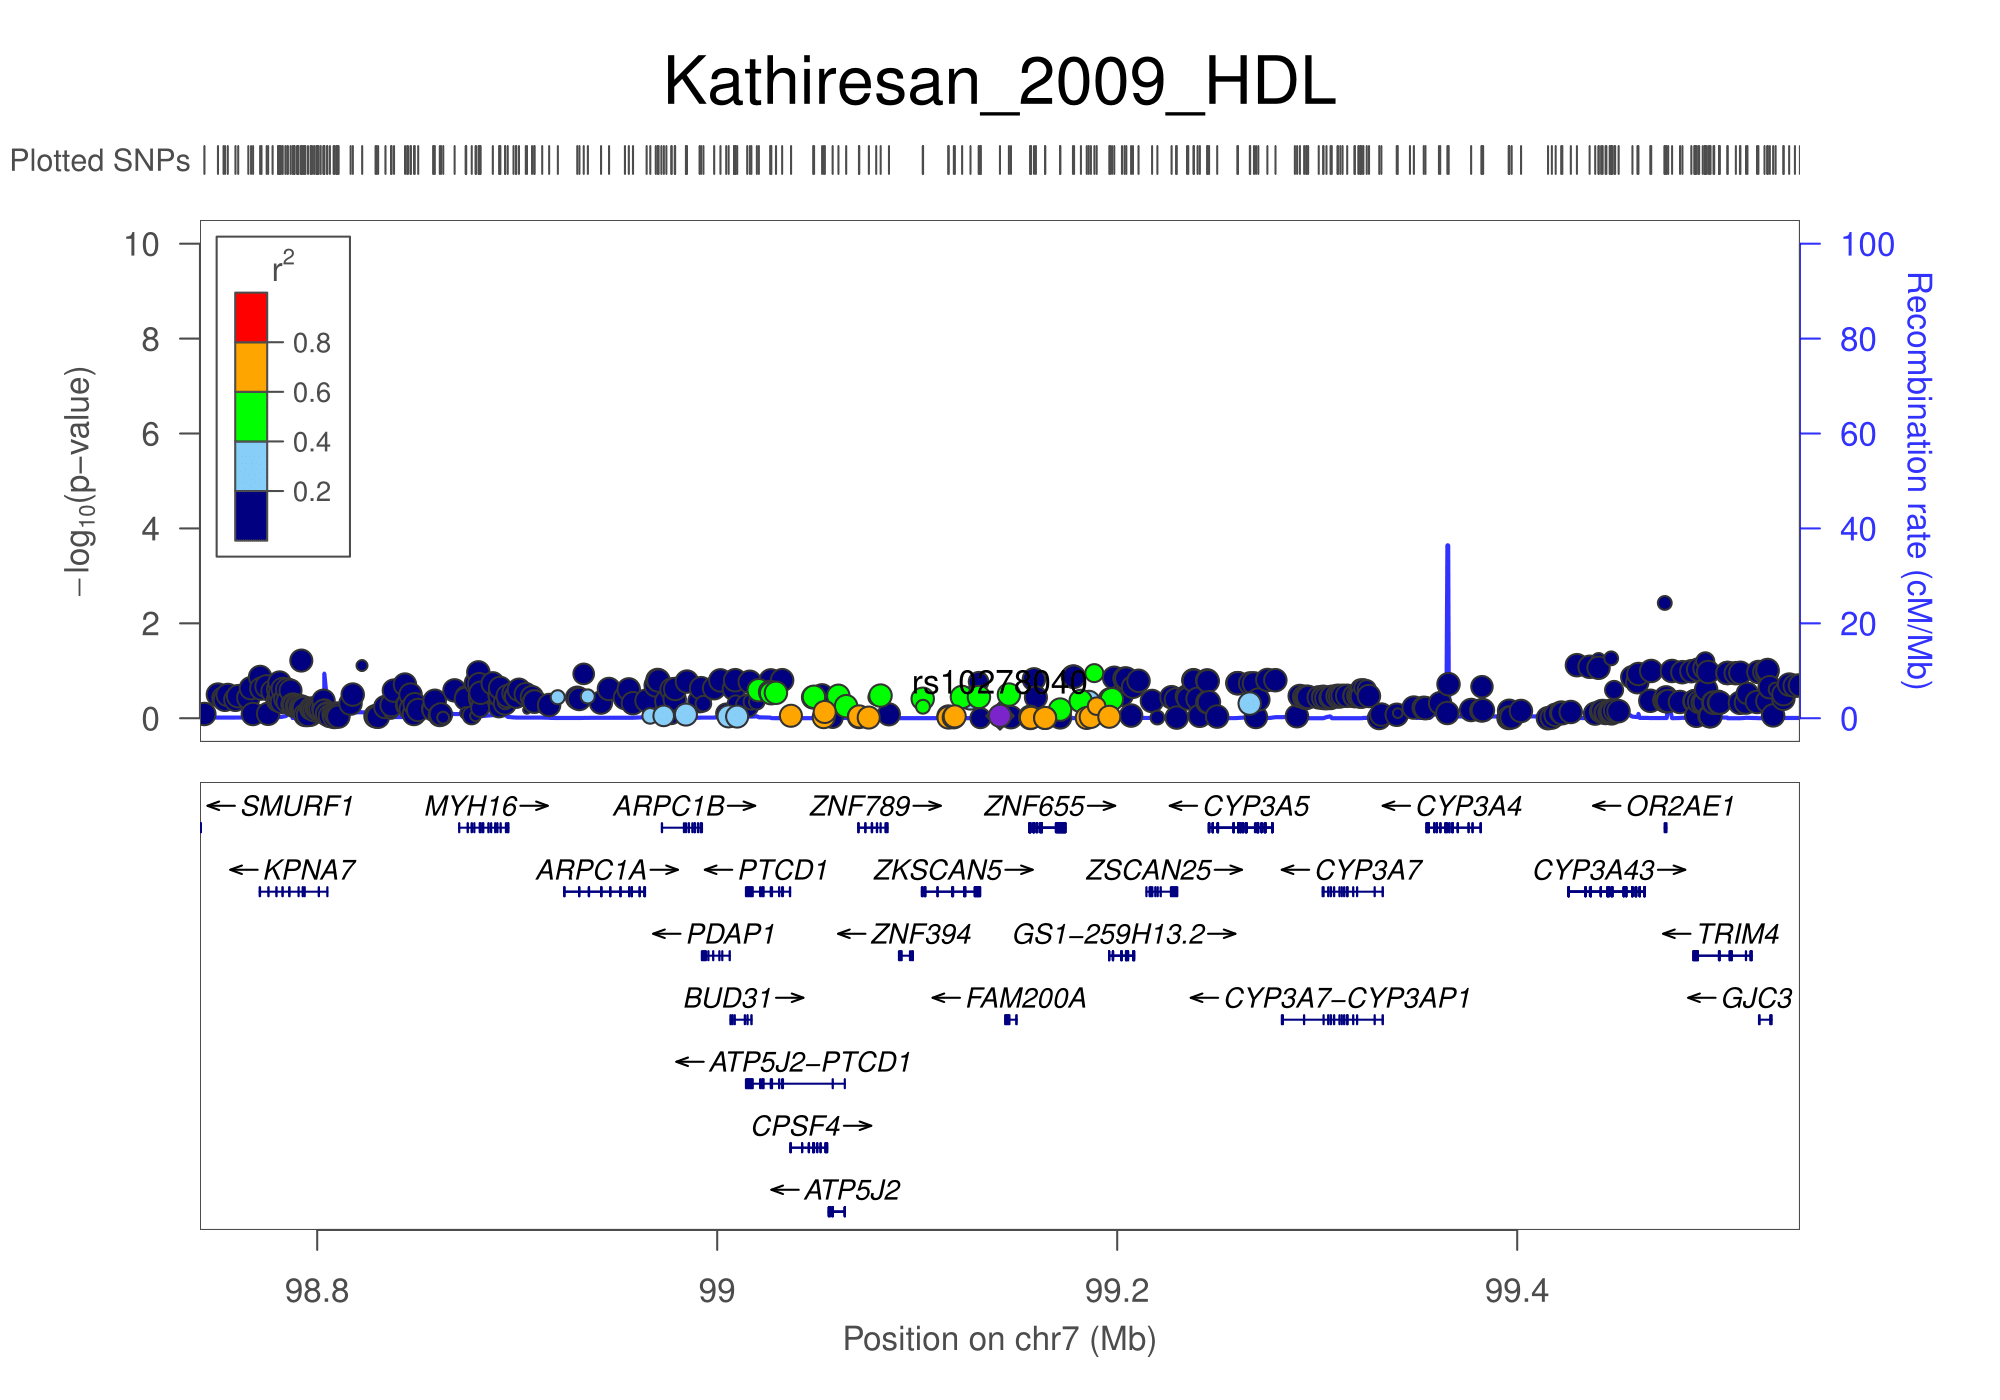 Kathiresan_2009_HDL
Plotted SNPs
r2
0.8
0.6
0.4
0.2
10
8
6
4
2
0
−log10(p−value)
100
80
60
40
20
0
Recombination rate (cM/Mb)
rs10278040
←SMURF1 MYH16→ ARPC1B→ ZNF789→ ZNF655→ ←CYP3A5 ←CYP3A4 ←OR2AE1
←KPNA7 ARPC1A→ ←PTCD1 ZKSCAN5→ ZSCAN25→ ←CYP3A7 CYP3A43→
←PDAP1 ←ZNF394 GS1−259H13.2→ ←TRIM4
BUD31→ ←FAM200A ←CYP3A7−CYP3AP1 ←GJC3
←ATP5J2−PTCD1
CPSF4→
←ATP5J2
98.8 99 99.2 99.4
Position on chr7 (Mb)